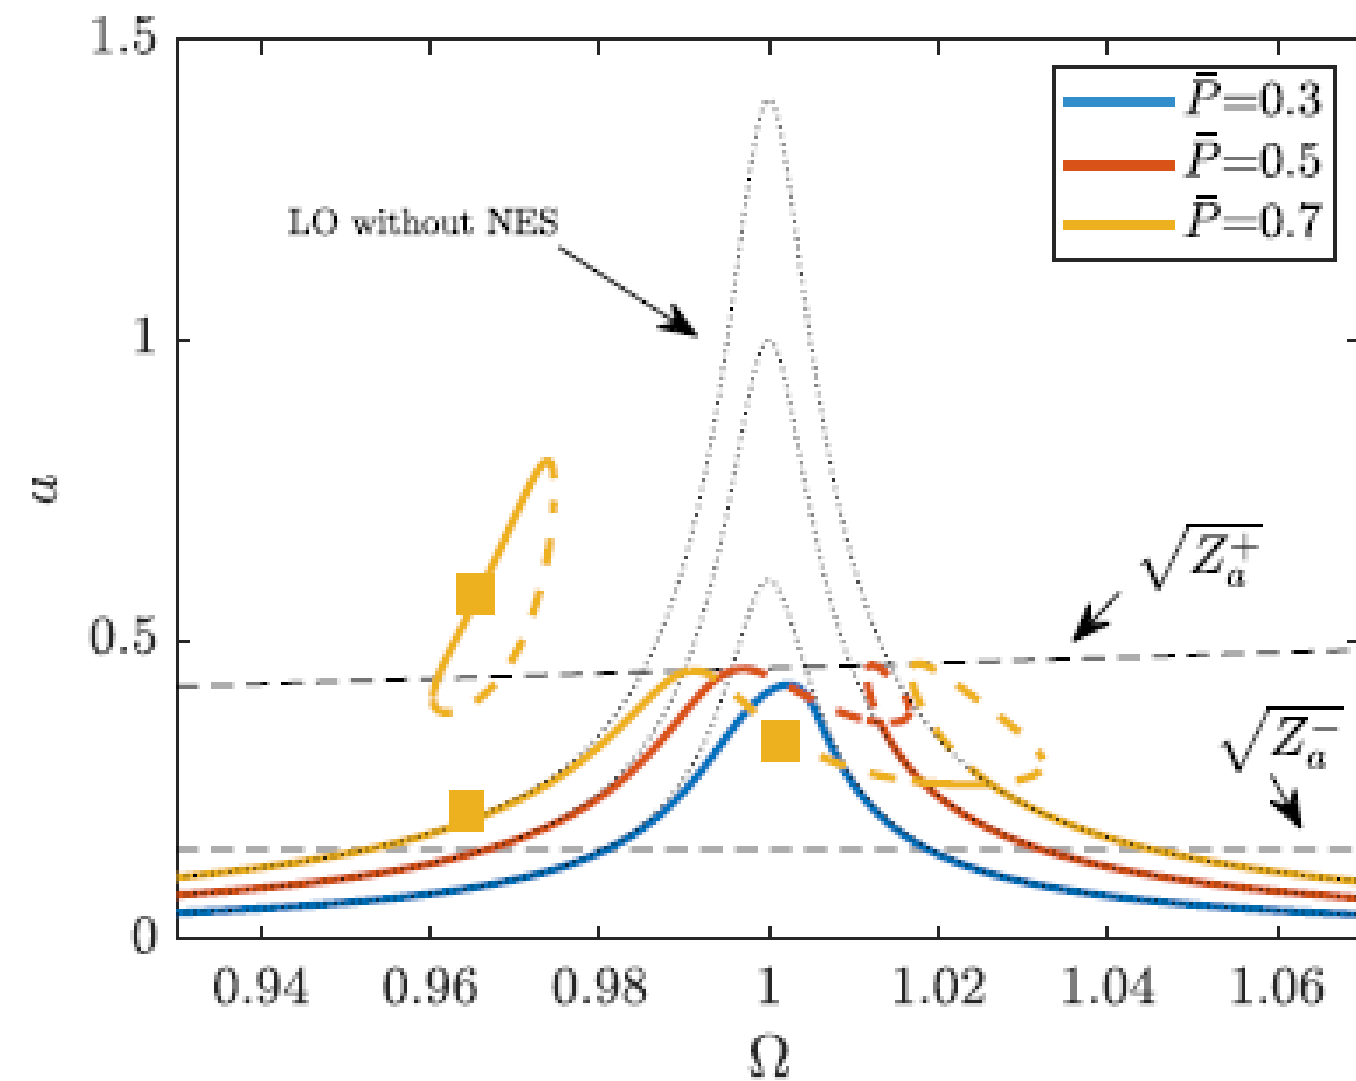 1.5
P̄=0.3
P̄=0.5
P̄=0.7
LO without NES
1
a
√Z_a^+
0.5
√Z_a^-
0
0.94 0.96 0.98 1 1.02 1.04 1.06
Ω